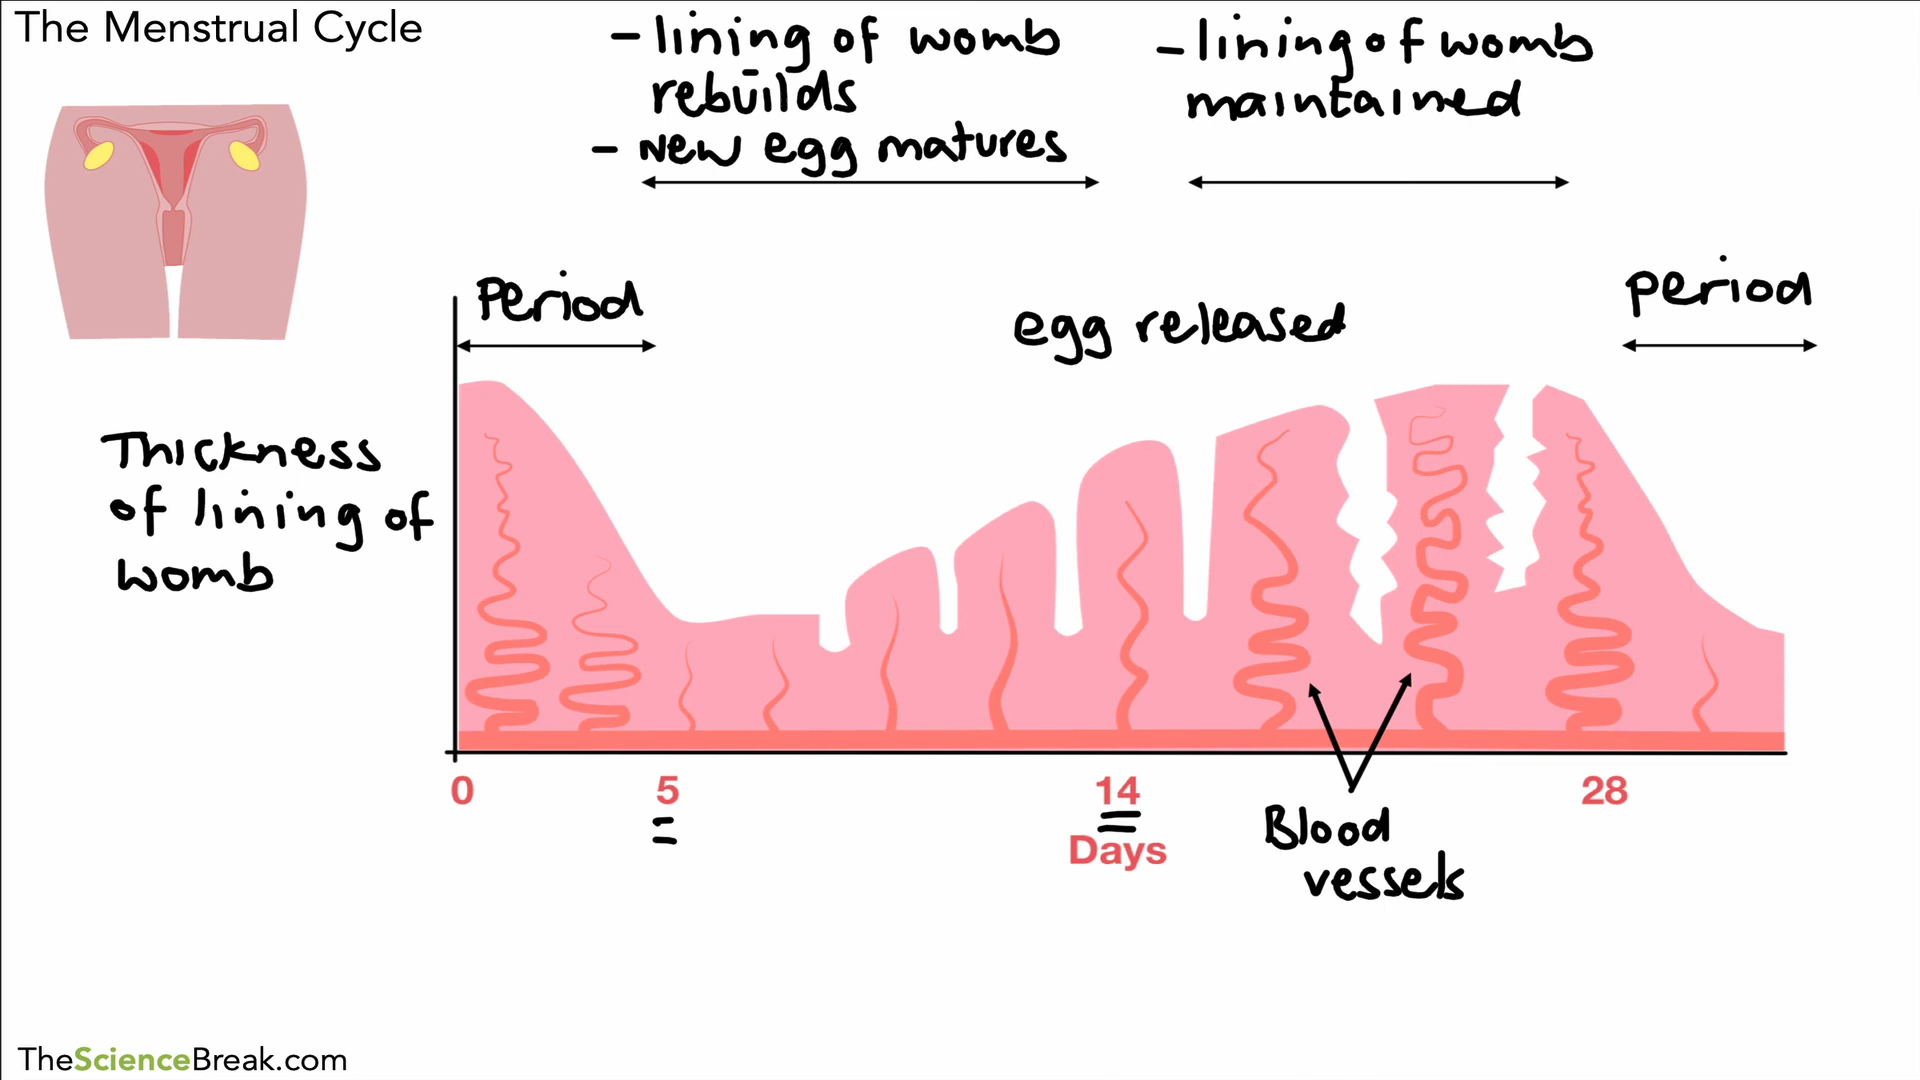 The Menstrual Cycle
- lining of womb
rebuilds
- New egg matures
- lining of womb
maintained
Period
egg released
period
Thickness
of lining of
womb
0 5 14 28
Days
Blood
vessels
TheScienceBreak.com